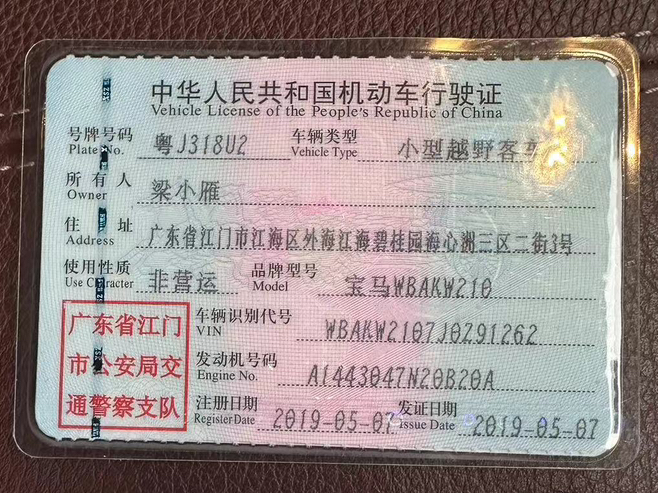 中华人民共和国机动车行驶证
Vehicle License of the People's Republic of China
号牌号码 粤J318U2 车辆类型 小型越野客车
Plate No. Vehicle Type
所有人 梁小雁
Owner
住址 广东省江门市江海区外海江海碧桂园海心洲三区二街3号
Address
使用性质 非营运 品牌型号 宝马WBAKW210
Use Character Model
车辆识别代号 WBAKW2107J0Z91262
VIN
发动机号码 A1443047N20B20A
Engine No.
注册日期 2019-05-07 发证日期 2019-05-07
Register Date Issue Date
广东省江门
市公安局交
通警察支队